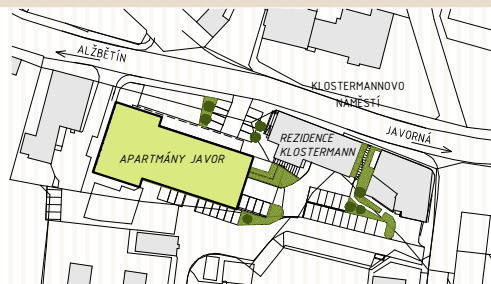 ALŽBĚTÍN
KLOSTERMANNOVO
NÁMĚSTÍ
JAVORNÁ
REZIDENCE
KLOSTERMANN
APARTMÁNY JAVOR